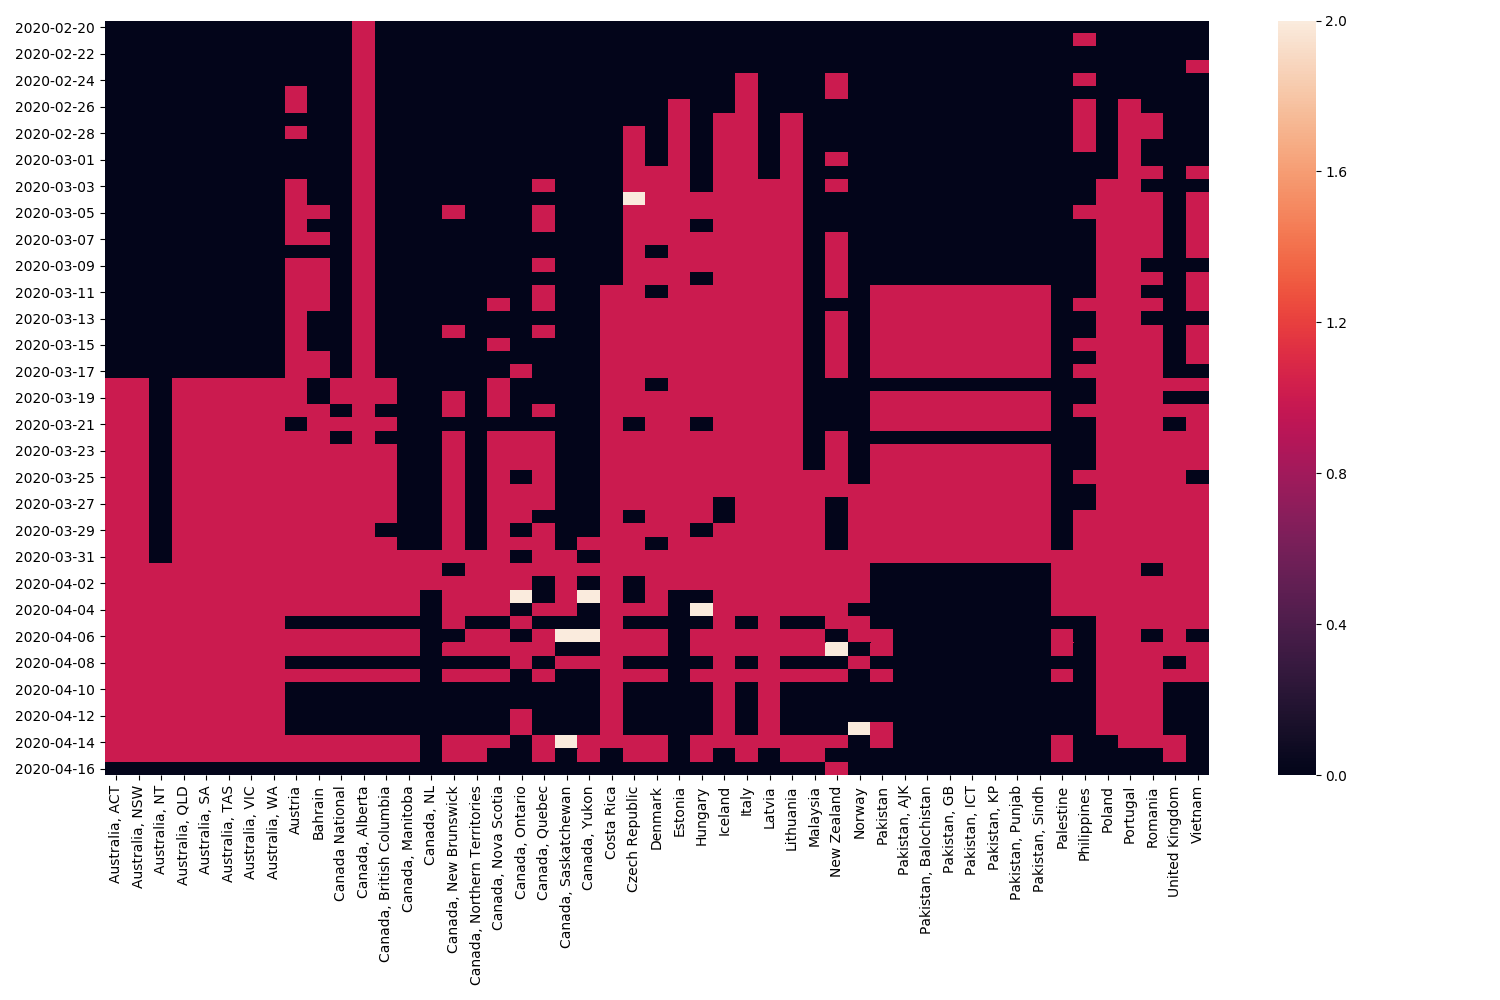 2020-02-20
2020-02-22
2020-02-24
2020-02-26
2020-02-28
2020-03-01
2020-03-03
2020-03-05
2020-03-07
2020-03-09
2020-03-11
2020-03-13
2020-03-15
2020-03-17
2020-03-19
2020-03-21
2020-03-23
2020-03-25
2020-03-27
2020-03-29
2020-03-31
2020-04-02
2020-04-04
2020-04-06
2020-04-08
2020-04-10
2020-04-12
2020-04-14
2020-04-16
Australia, ACT
Australia, NSW
Australia, NT
Australia, QLD
Australia, SA
Australia, TAS
Australia, VIC
Australia, WA
Austria
Bahrain
Canada National
Canada, Alberta
Canada, British Columbia
Canada, Manitoba
Canada, NL
Canada, New Brunswick
Canada, Northern Territories
Canada, Nova Scotia
Canada, Ontario
Canada, Quebec
Canada, Saskatchewan
Canada, Yukon
Costa Rica
Czech Republic
Denmark
Estonia
Hungary
Iceland
Italy
Latvia
Lithuania
Malaysia
New Zealand
Norway
Pakistan
Pakistan, AJK
Pakistan, Balochistan
Pakistan, GB
Pakistan, ICT
Pakistan, KP
Pakistan, Punjab
Pakistan, Sindh
Palestine
Philippines
Poland
Portugal
Romania
United Kingdom
Vietnam
2.0
1.6
1.2
0.8
0.4
0.0